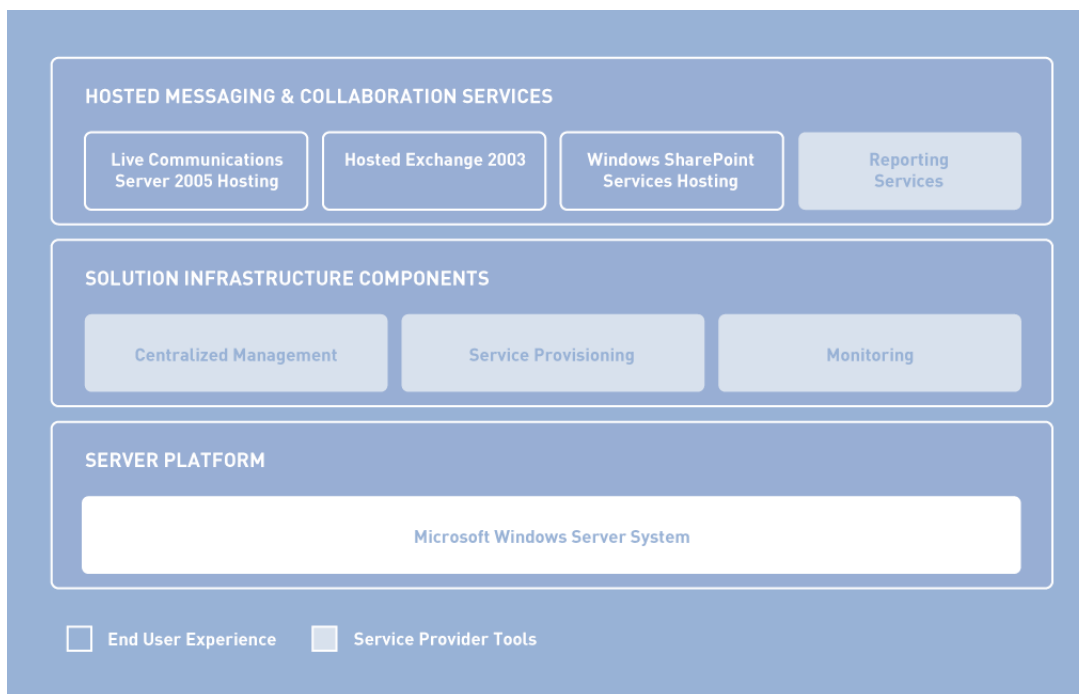 HOSTED MESSAGING & COLLABORATION SERVICES
Live Communications
Server 2005 Hosting
Hosted Exchange 2003
Windows SharePoint
Services Hosting
Reporting
Services
SOLUTION INFRASTRUCTURE COMPONENTS
Centralized Management
Service Provisioning
Monitoring
SERVER PLATFORM
Microsoft Windows Server System
End User Experience
Service Provider Tools